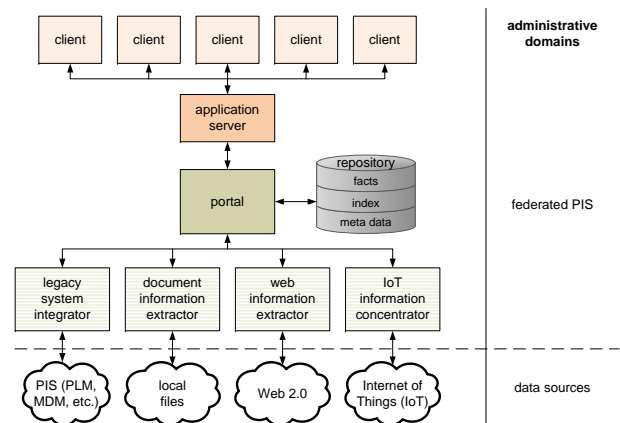 client
client
client
client
client
administrative
domains
application
server
repository
facts
index
meta data
portal
federated PIS
legacy
system
integrator
document
information
extractor
web
information
extractor
IoT
information
concentrator
PIS (PLM,
MDM, etc.)
local
files
Web 2.0
Internet of
Things (IoT)
data sources